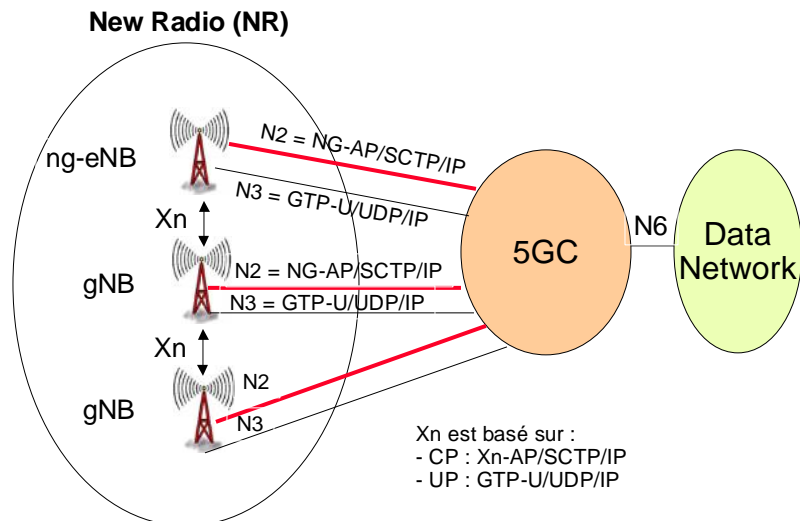 New Radio (NR)
ng-eNB
N2 = NG-AP/SCTP/IP
N3 = GTP-U/UDP/IP
Xn
gNB
N2 = NG-AP/SCTP/IP
N3 = GTP-U/UDP/IP
Xn
gNB
N2
N3
5GC
N6
Data
Network
Xn est basé sur :
- CP : Xn-AP/SCTP/IP
- UP : GTP-U/UDP/IP